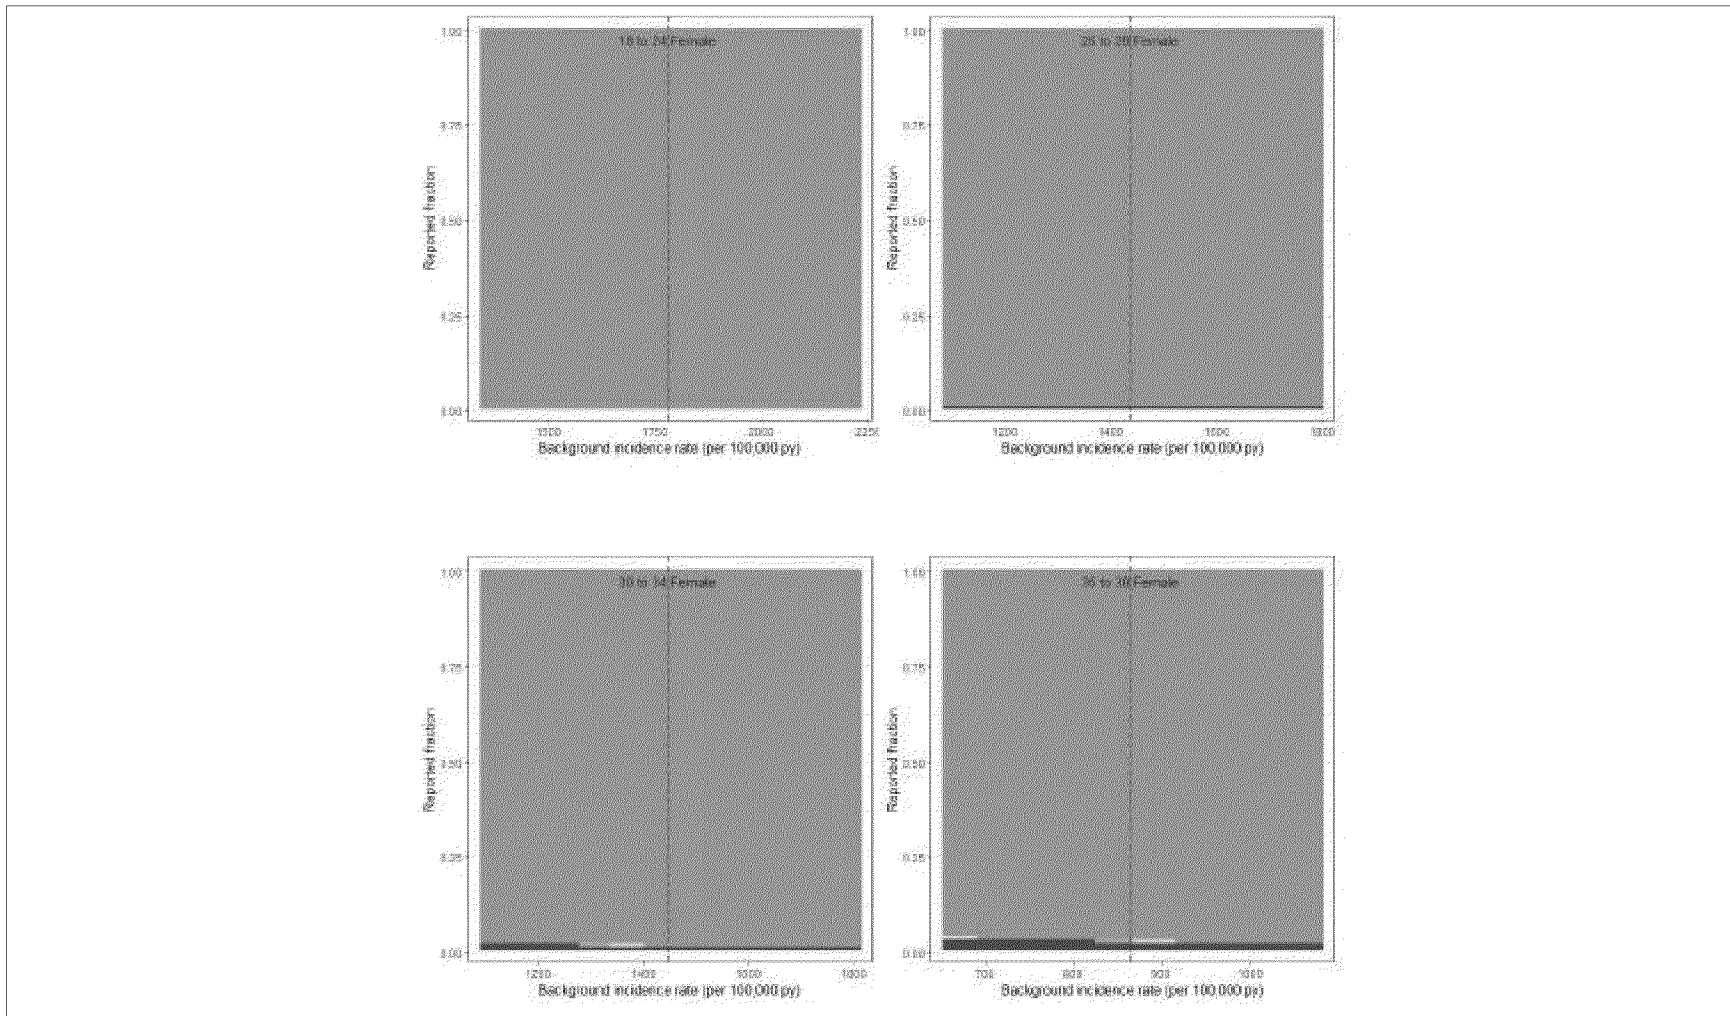 1.00
18 to 24 Female
0.75
Reported fraction
0.50
0.25
0.00
1500 1750 2000 2250
Background incidence rate (per 100,000 py)
1.00
25 to 29 Female
0.75
Reported fraction
0.50
0.25
0.00
1200 1400 1600 1800
Background incidence rate (per 100,000 py)
1.00
30 to 34 Female
0.75
Reported fraction
0.50
0.25
0.00
1200 1400 1600 1800
Background incidence rate (per 100,000 py)
1.00
35 to 39 Female
0.75
Reported fraction
0.50
0.25
0.00
700 800 900 1000
Background incidence rate (per 100,000 py)